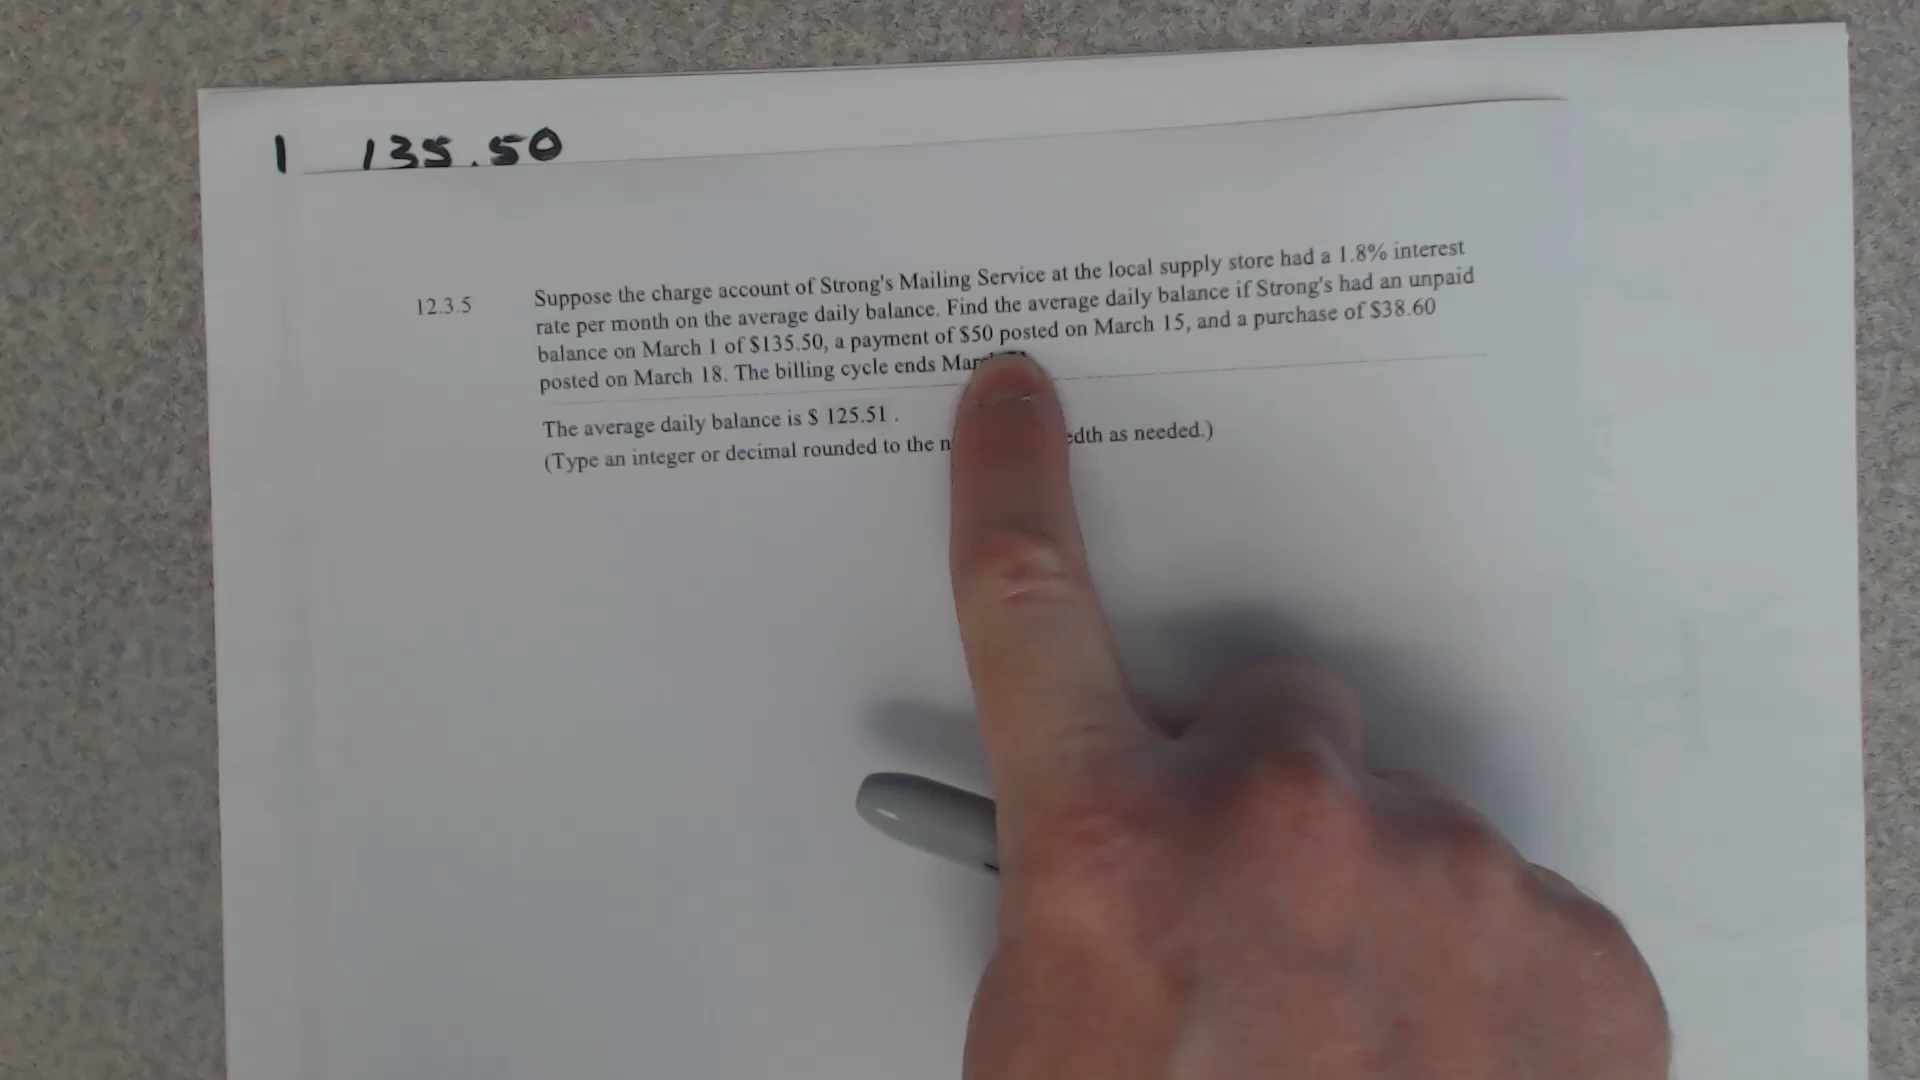 1 135.50
12.3.5 Suppose the charge account of Strong's Mailing Service at the local supply store had a 1.8% interest
rate per month on the average daily balance. Find the average daily balance if Strong's had an unpaid
balance on March 1 of $135.50, a payment of $50 posted on March 15, and a purchase of $38.60
posted on March 18. The billing cycle ends
The average daily balance is $ 125.51 .
(Type an integer or decimal rounded to the as needed.)